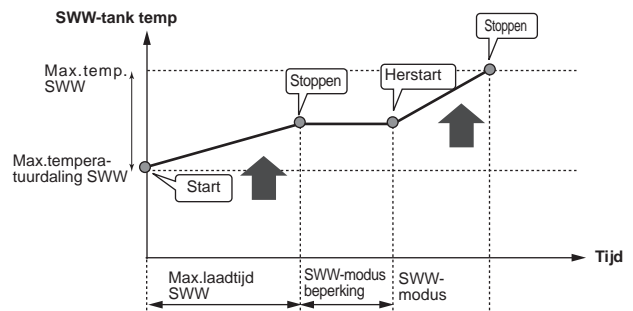 SWW-tank temp
Stoppen
Max.temp.
SWW
Stoppen
Herstart
Max.tempera-
tuurdaling SWW
Start
Tijd
Max.laadtijd
SWW
SWW-modus
beperking
SWW-
modus